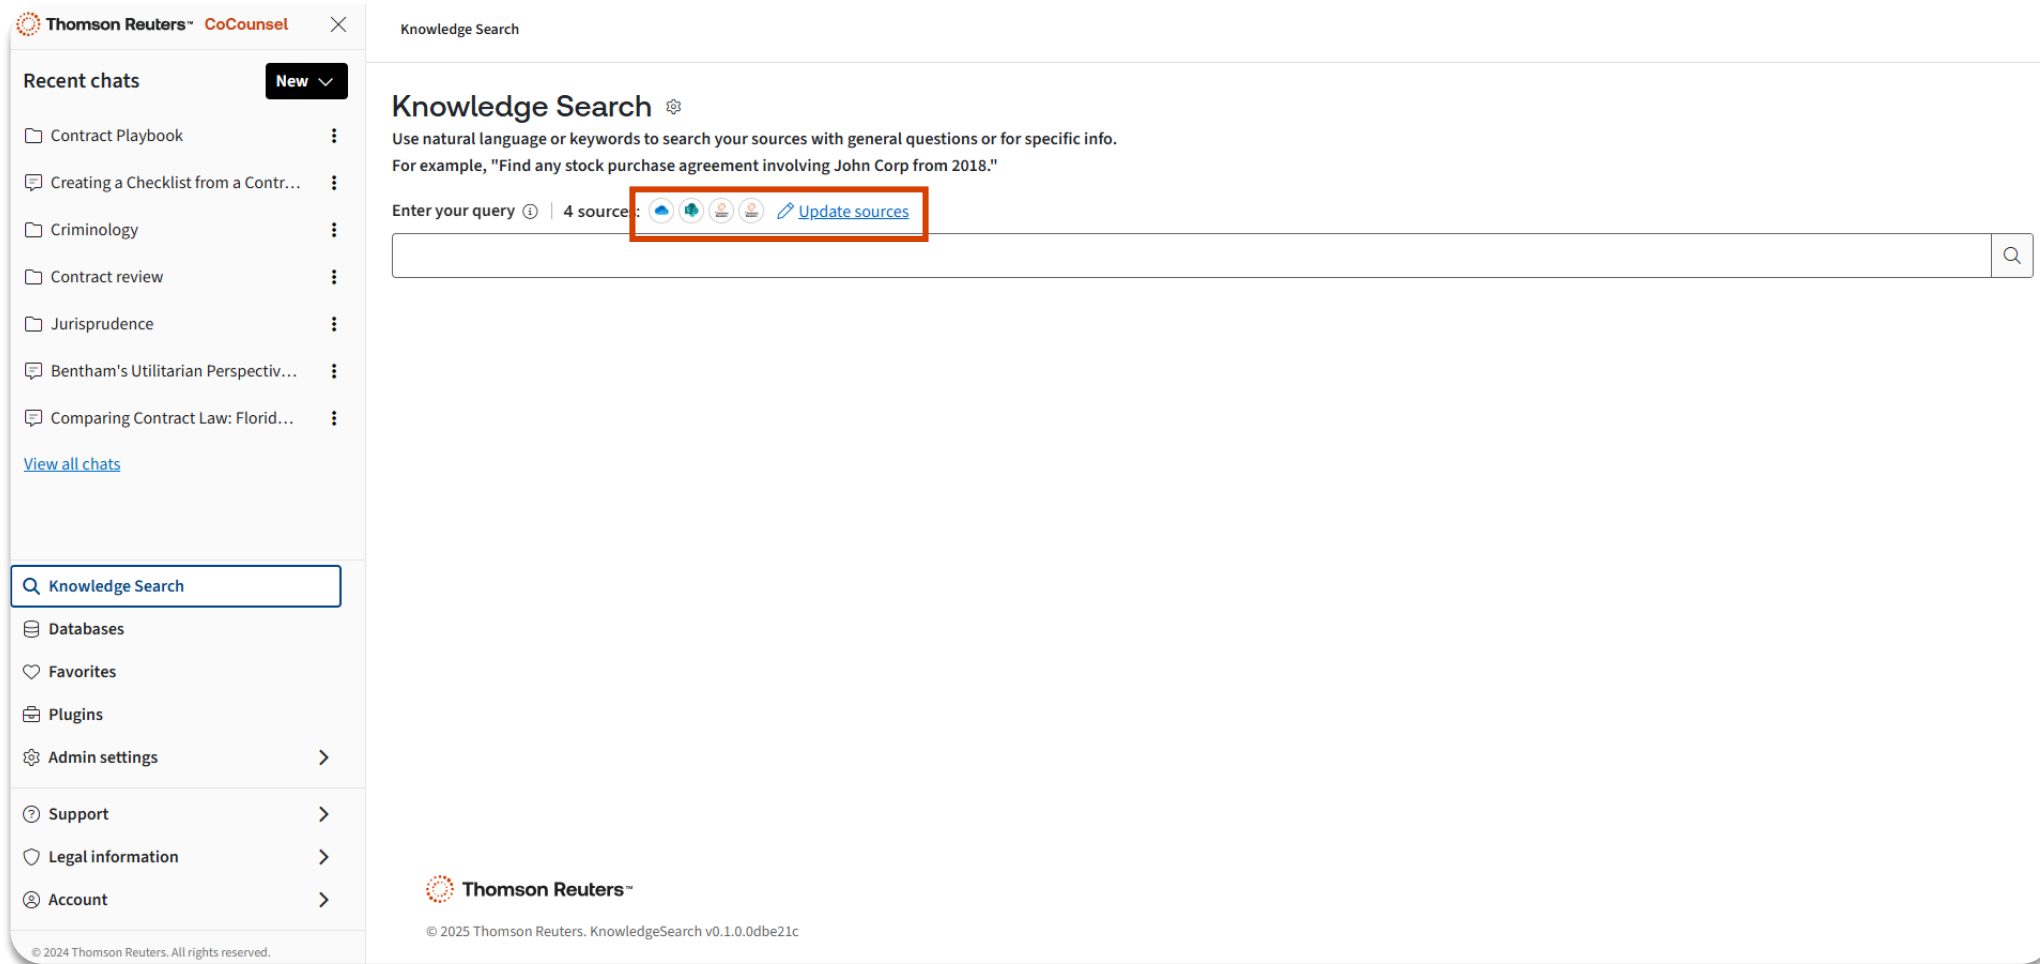 Thomson Reuters™ CoCounsel
Recent chats
New
Contract Playbook
Creating a Checklist from a Contr...
Criminology
Contract review
Jurisprudence
Bentham's Utilitarian Perspectiv...
Comparing Contract Law: Florid...
View all chats
Knowledge Search
Databases
Favorites
Plugins
Admin settings
Support
Legal information
Account
© 2024 Thomson Reuters. All rights reserved.
Knowledge Search
Knowledge Search
Use natural language or keywords to search your sources with general questions or for specific info.
For example, "Find any stock purchase agreement involving John Corp from 2018."
Enter your query 4 sources: Update sources
Thomson Reuters™
© 2025 Thomson Reuters. KnowledgeSearch v0.1.0.0dbe21c